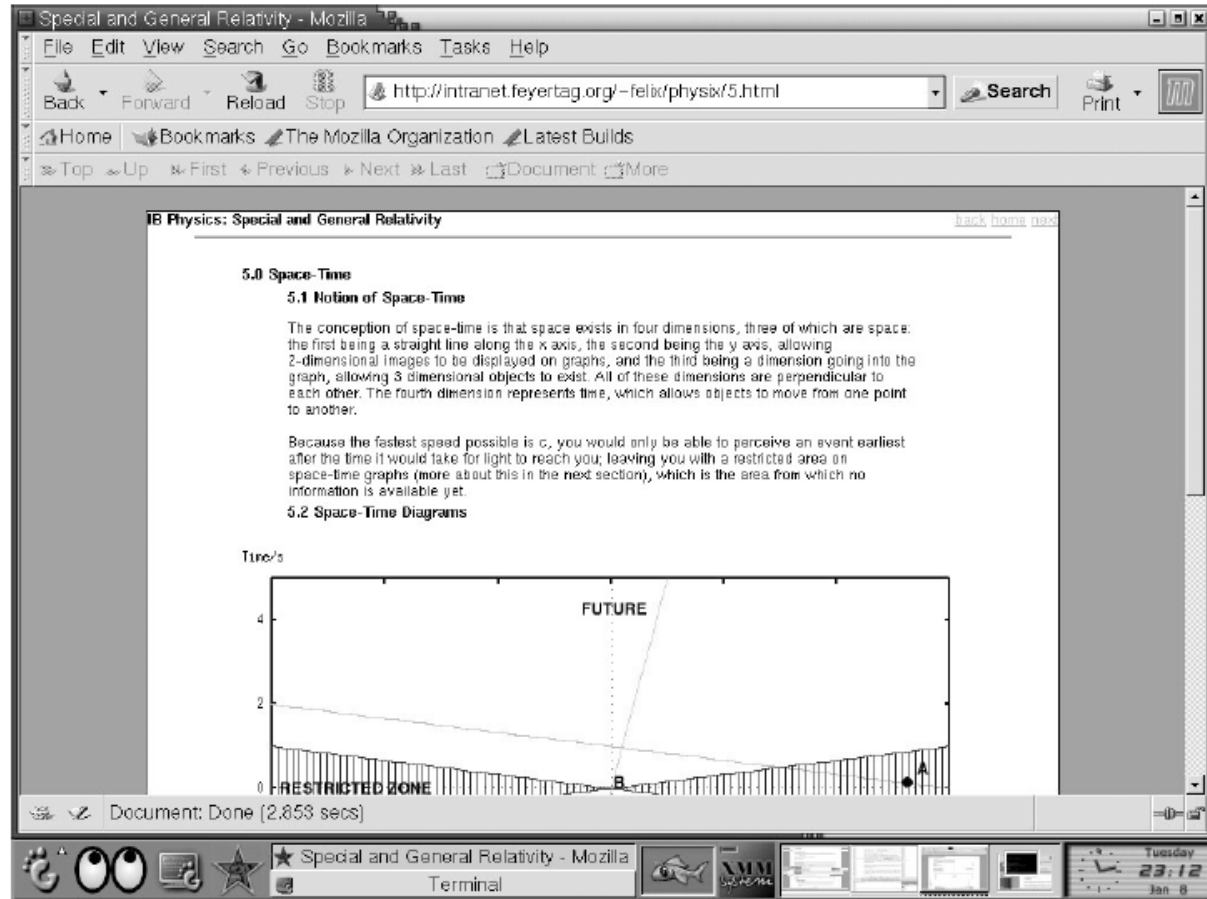 Special and General Relativity - Mozilla
File Edit View Search Go Bookmarks Tasks Help
Back Forward Reload Stop http://intranet.feyertag.org/~felix/physix/5.html Search Print
Home Bookmarks The Mozilla Organization Latest Builds
Top Up First Previous Next Last Document More
IB Physics: Special and General Relativity back home next
5.0 Space-Time
5.1 Notion of Space-Time
The conception of space-time is that space exists in four dimensions, three of which are space:
the first being a straight line along the x axis, the second being the y axis, allowing
2-dimensional images to be displayed on graphs, and the third being a dimension going into the
graph, allowing 3 dimensional objects to exist. All of these dimensions are perpendicular to
each other. The fourth dimension represents time, which allows objects to move from one point
to another.
Because the fastest speed possible is c, you would only be able to perceive an event earliest
after the time it would take for light to reach you; leaving you with a restricted area on
space-time graphs (more about this in the next section), which is the area from which no
information is available yet.
5.2 Space-Time Diagrams
Time/s
FUTURE
4
2
A
B
0
RESTRICTED ZONE
Document: Done (2.853 secs)
Special and General Relativity - Mozilla
Terminal
XMM
system
Tuesday
23:12
Jan 8